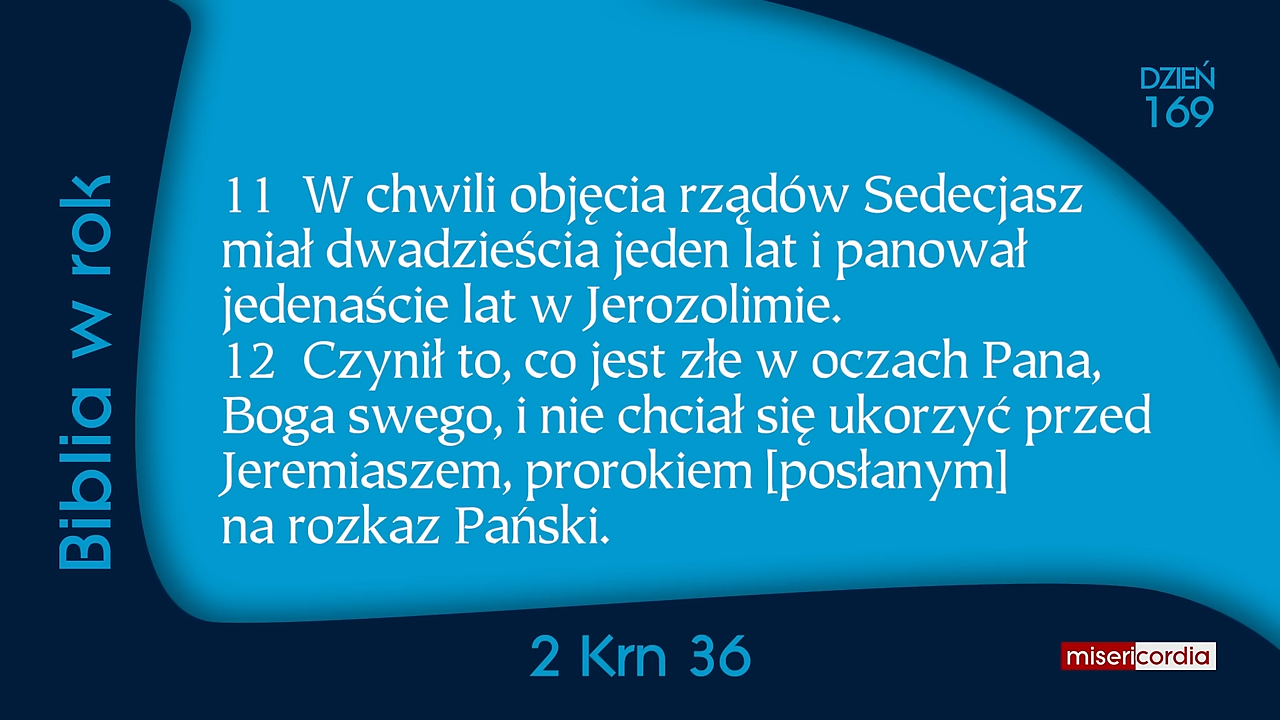 DZIEŃ
169
Biblia w rok
11 W chwili objęcia rządów Sedecjasz
miał dwadzieścia jeden lat i panował
jedenaście lat w Jerozolimie.
12 Czynił to, co jest złe w oczach Pana,
Boga swego, i nie chciał się ukorzyć przed
Jeremiaszem, prorokiem [posłanym]
na rozkaz Pański.
2 Krn 36
misericordia